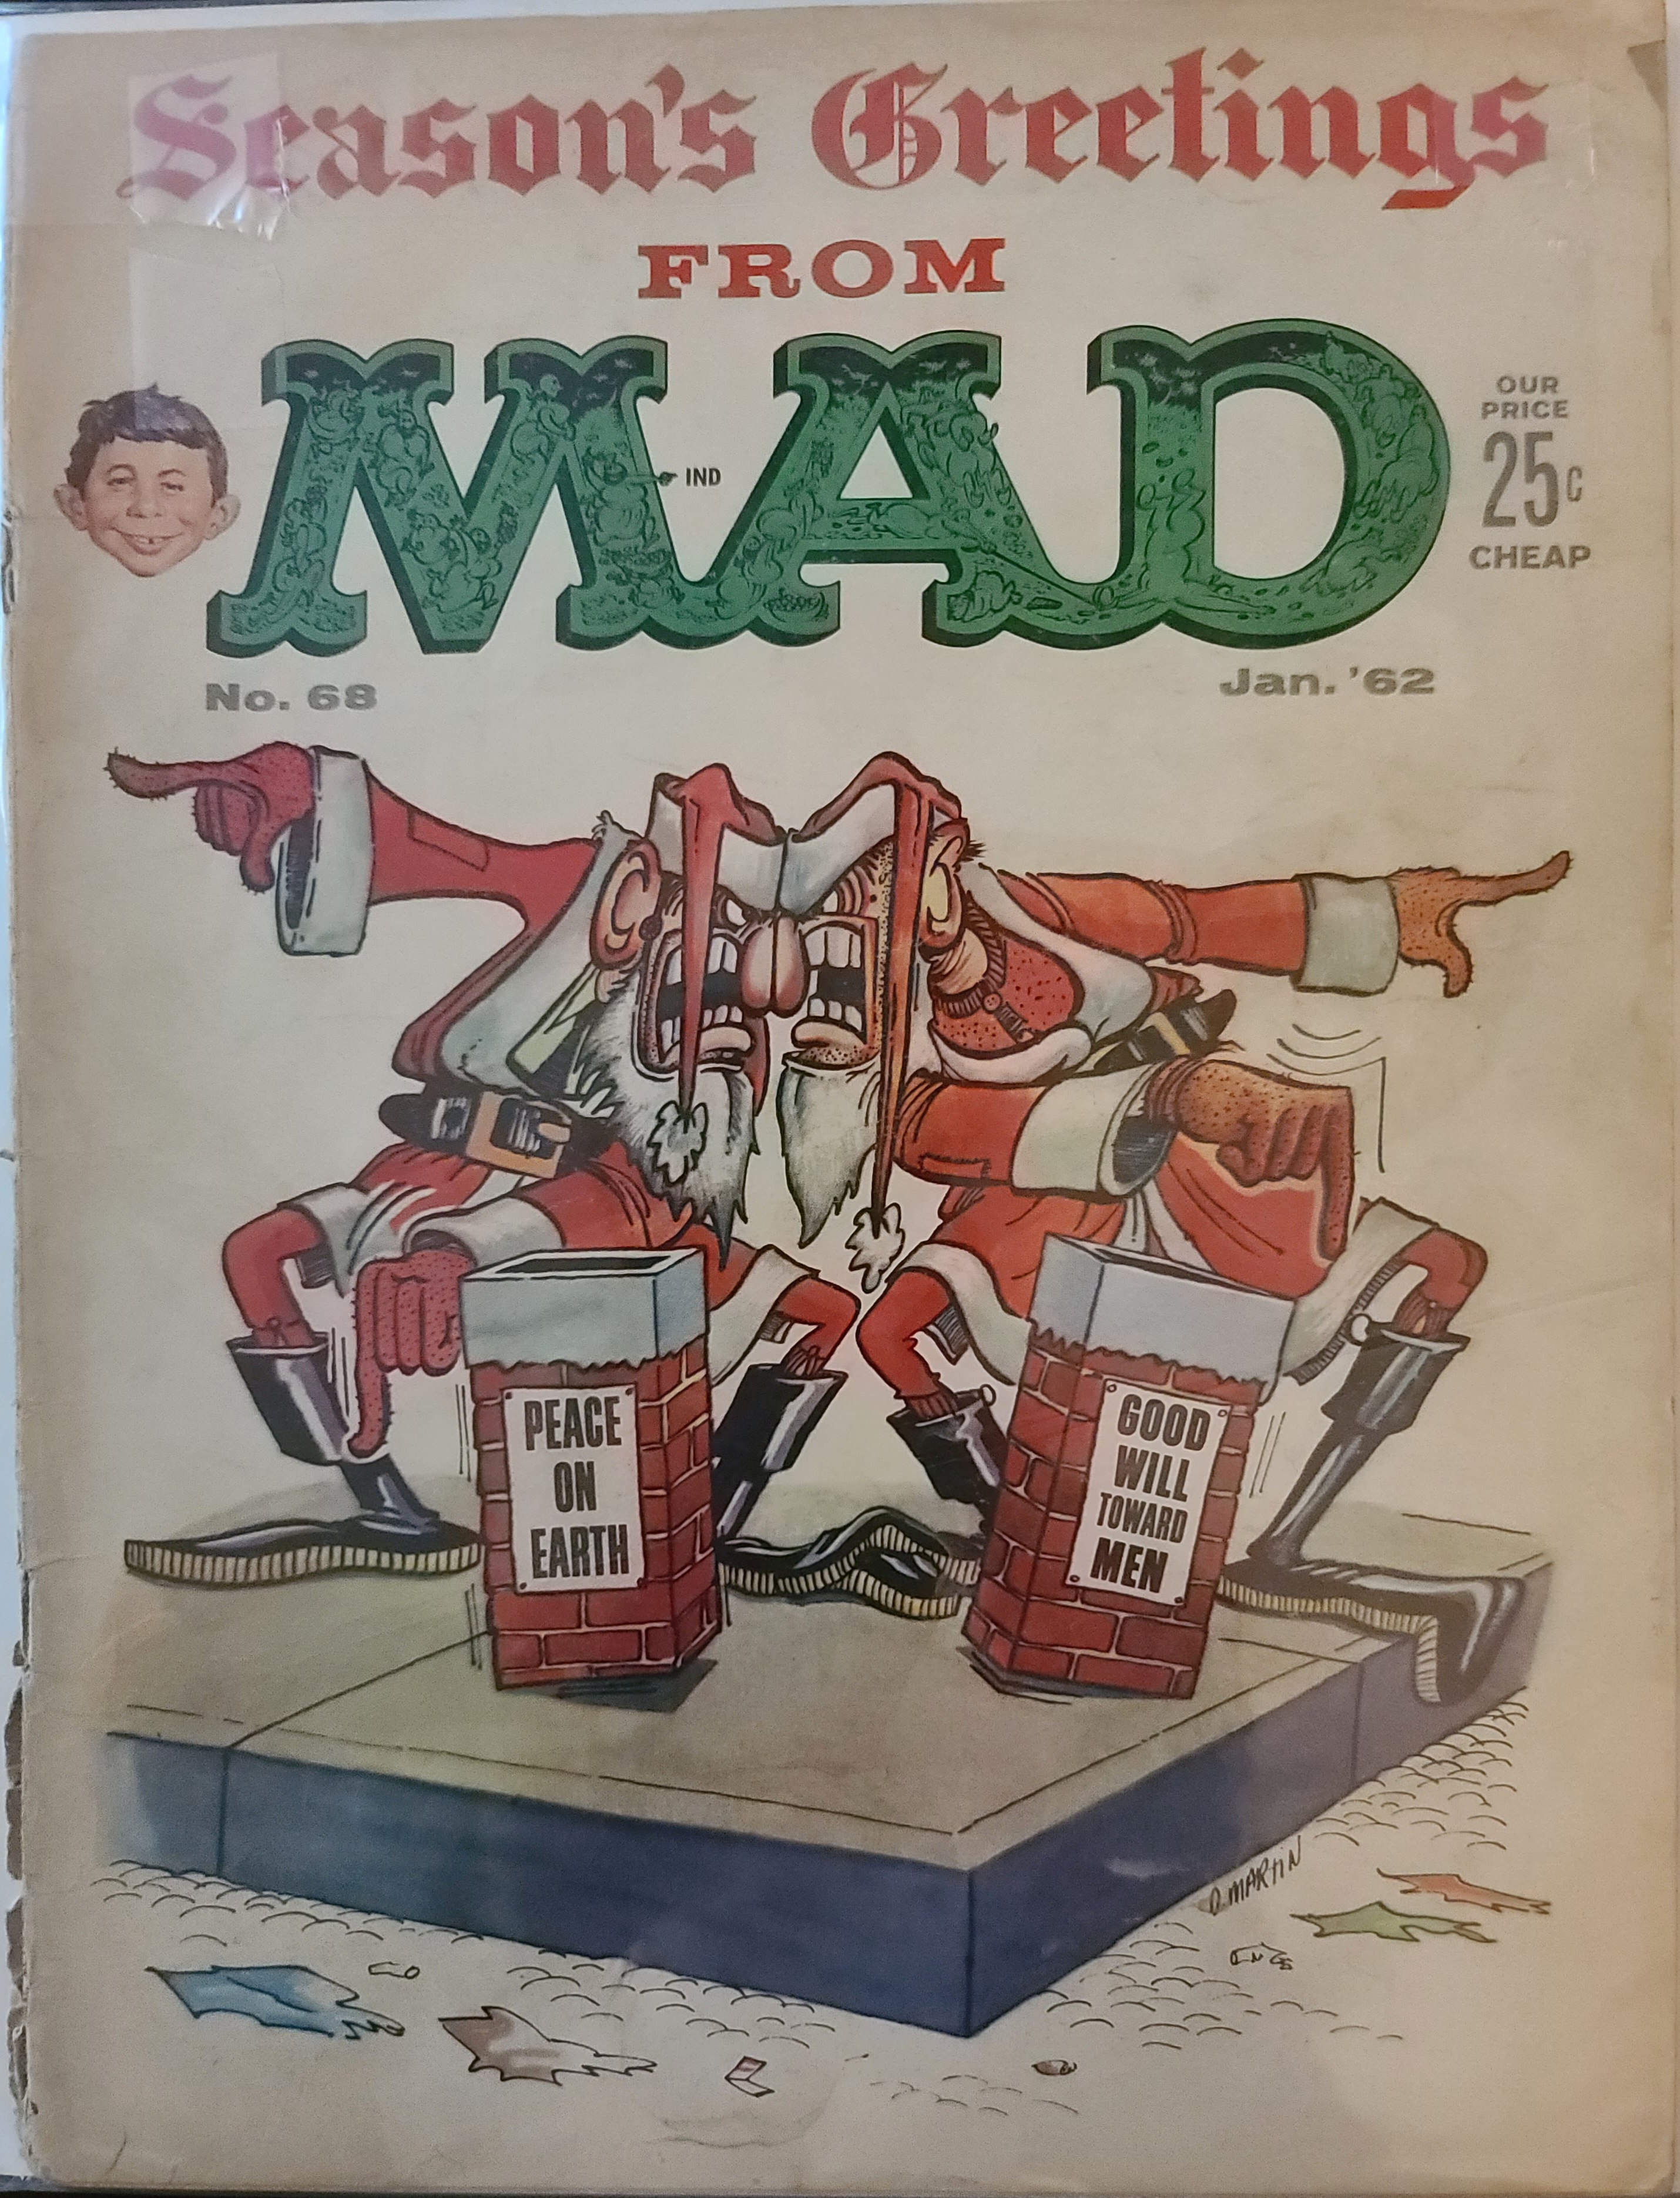 Season's Greetings
FROM
MAD
IND
OUR
PRICE
25c
CHEAP
No. 68
Jan. '62
PEACE
ON
EARTH
GOOD
WILL
TOWARD
MEN
D. MARTIN